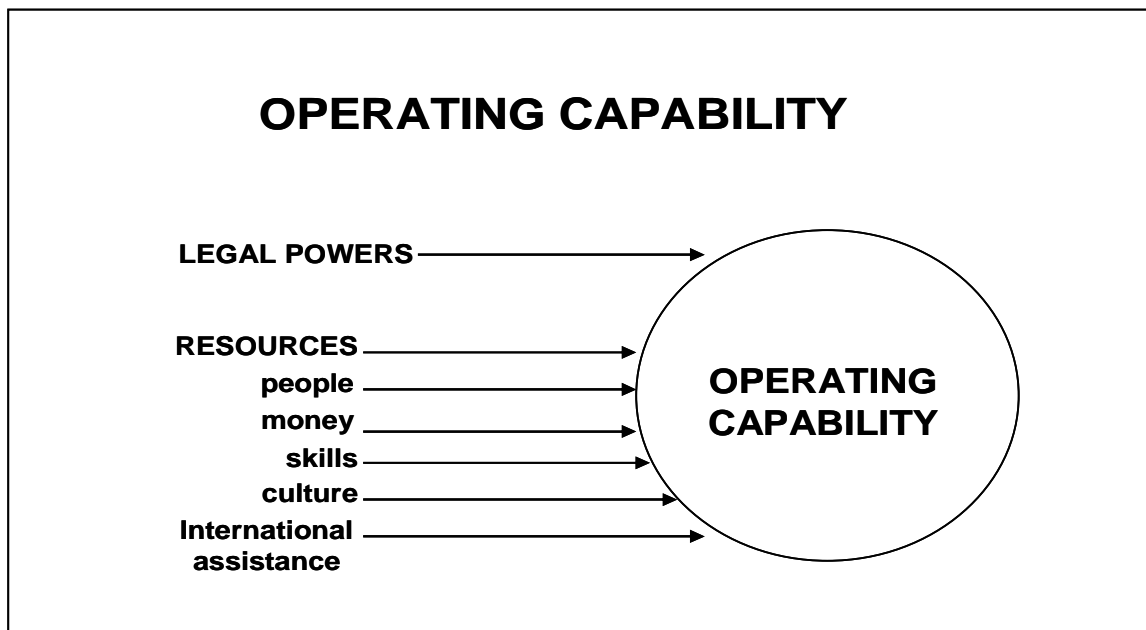 OPERATING CAPABILITY
LEGAL POWERS
RESOURCES
people
money
skills
culture
International
assistance
OPERATING
CAPABILITY